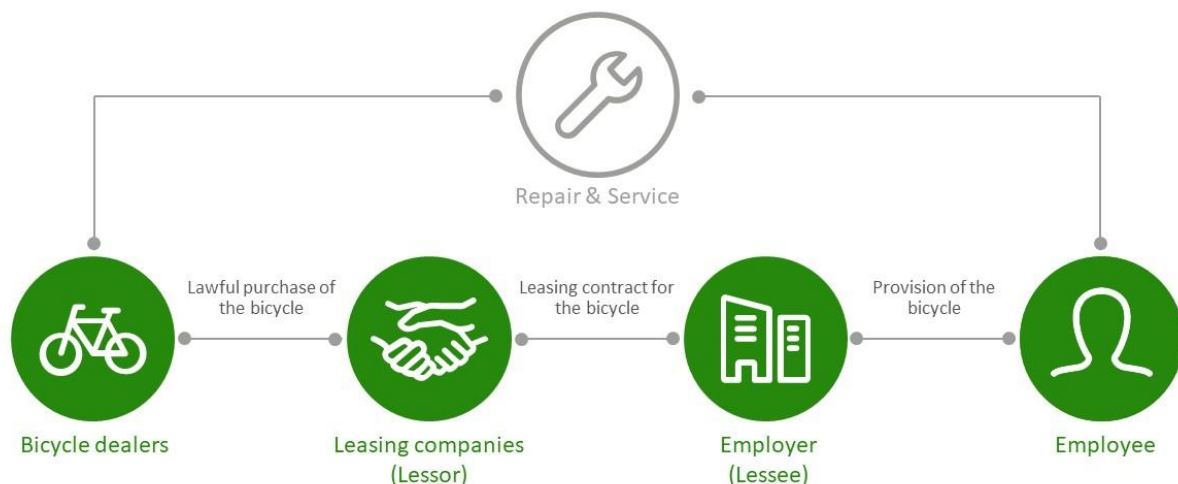 Repair & Service
Lawful purchase of
the bicycle
Leasing contract for
the bicycle
Provision of the
bicycle
Bicycle dealers
Leasing companies
(Lessor)
Employer
(Lessee)
Employee